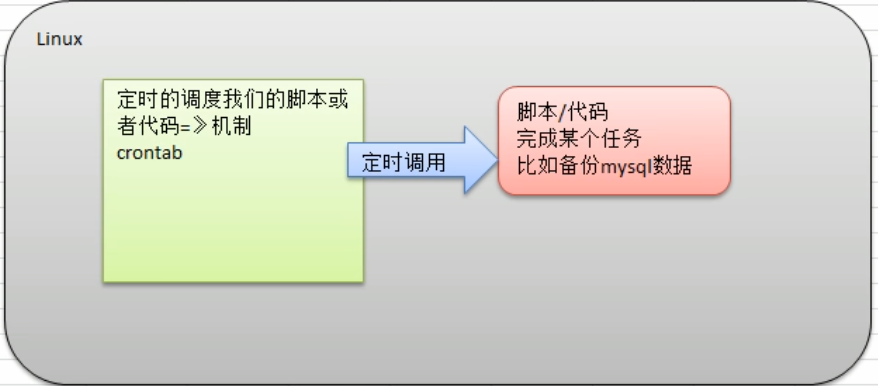 Linux
定时的调度我们的脚本或
者代码=》机制
crontab
定时调用
脚本/代码
完成某个任务
比如备份mysql数据